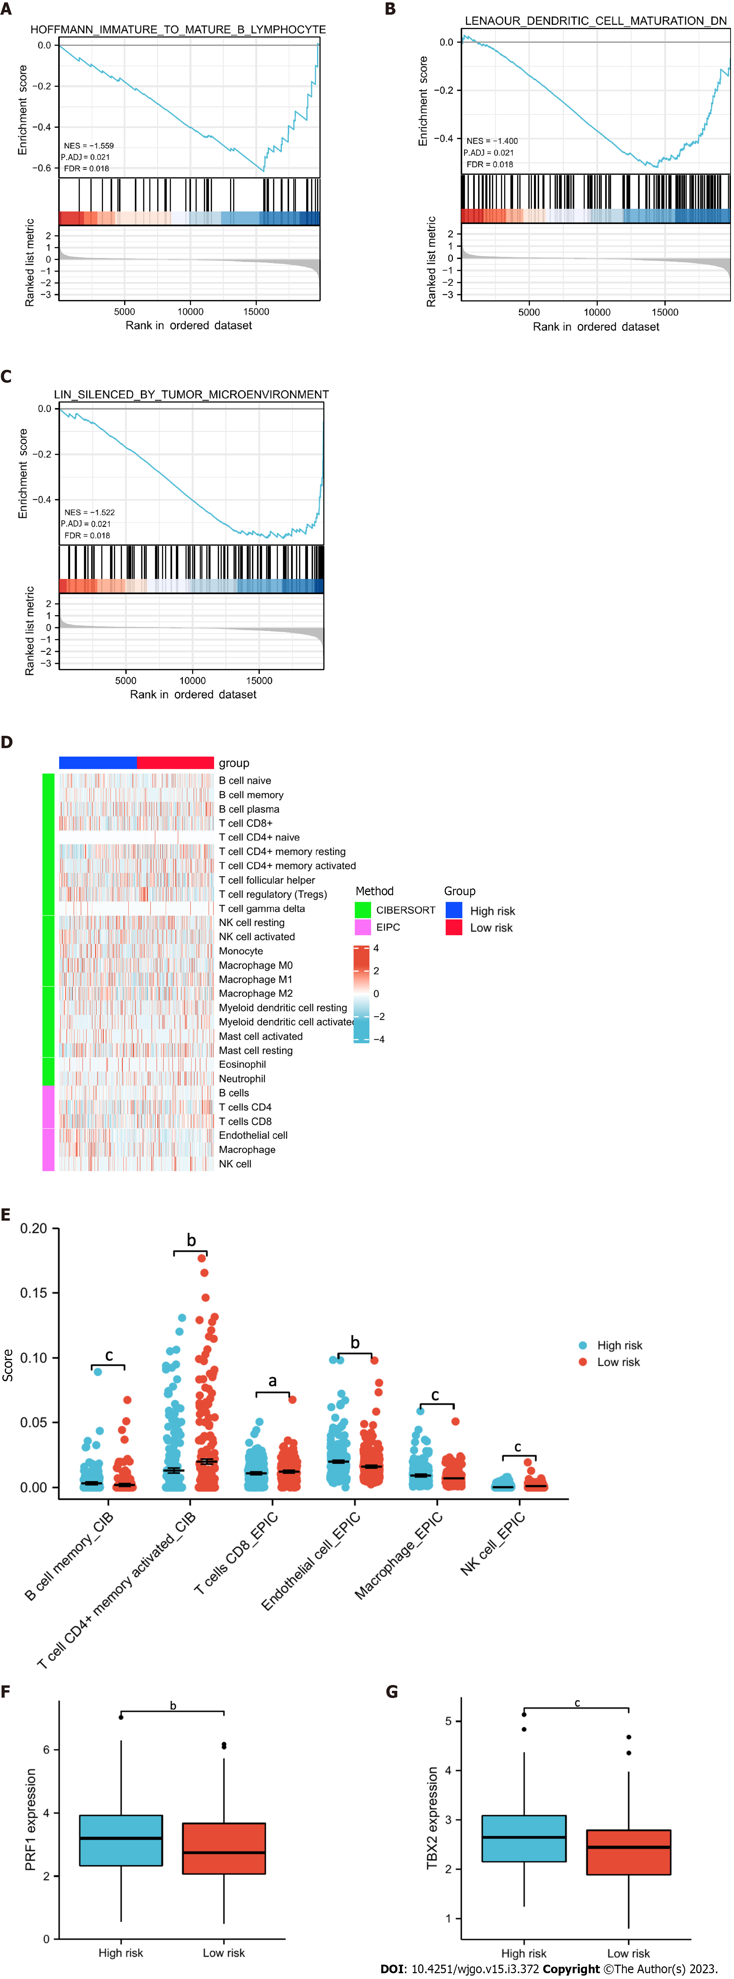 A
HOFFMANN_IMMATURE_TO_MATURE_B_LYMPHOCYTE
0.0
−0.2
−0.4
−0.6
Enrichment score
NES = −1.559
P.ADJ = 0.021
FDR = 0.018
2
1
0
−1
−2
−3
Ranked list metric
5000 10000 15000
Rank in ordered dataset
B
LENAOUR_DENDRITIC_CELL_MATURATION_DN
0.0
−0.2
−0.4
Enrichment score
NES = −1.400
P.ADJ = 0.021
FDR = 0.018
2
1
0
−1
−2
−3
Ranked list metric
5000 10000 15000
Rank in ordered dataset
C
LIN_SILENCED_BY_TUMOR_MICROENVIRONMENT
0.0
−0.2
−0.4
Enrichment score
NES = −1.522
P.ADJ = 0.021
FDR = 0.018
2
1
0
−1
−2
−3
Ranked list metric
5000 10000 15000
Rank in ordered dataset
D
group
B cell naive
B cell memory
B cell plasma
T cell CD8+
T cell CD4+ naive
T cell CD4+ memory resting
T cell CD4+ memory activated
T cell follicular helper
T cell regulatory (Tregs)
T cell gamma delta
NK cell resting
NK cell activated
Monocyte
Macrophage M0
Macrophage M1
Macrophage M2
Myeloid dendritic cell resting
Myeloid dendritic cell activated
Mast cell activated
Mast cell resting
Eosinophil
Neutrophil
B cells
T cells CD4
T cells CD8
Endothelial cell
Macrophage
NK cell
Method
CIBERSORT
EIPC
Group
High risk
Low risk
4
2
0
−2
−4
E
0.20
0.15
0.10
0.05
0.00
Score
c
b
a
b
c
c
High risk
Low risk
B cell memory_CIB
T cell CD4+ memory activated_CIB
T cells CD8_EPIC
Endothelial cell_EPIC
Macrophage_EPIC
NK cell_EPIC
F
b
6
4
2
0
PRF1 expression
High risk Low risk
G
c
5
4
3
2
1
TBX2 expression
High risk Low risk
DOI: 10.4251/wjgo.v15.i3.372 Copyright ©The Author(s) 2023.